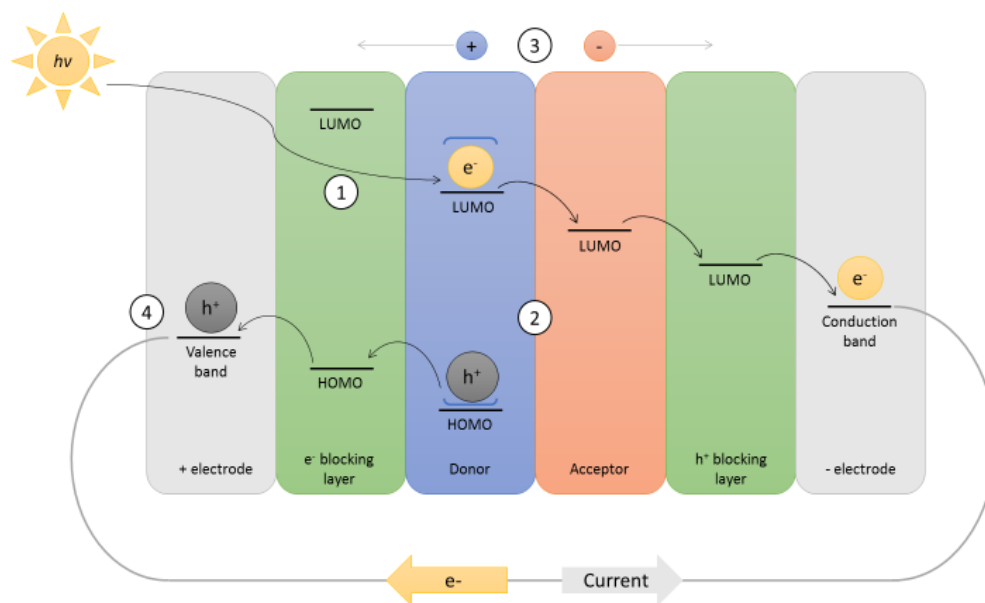 hν
+
3
-
LUMO
1
e-
LUMO
LUMO
LUMO
e-
Conduction
band
4
h+
Valence
band
2
HOMO
h+
HOMO
+ electrode
e- blocking
layer
Donor
Acceptor
h+ blocking
layer
- electrode
e-
Current